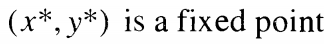 (x*, y*) is a fixed point